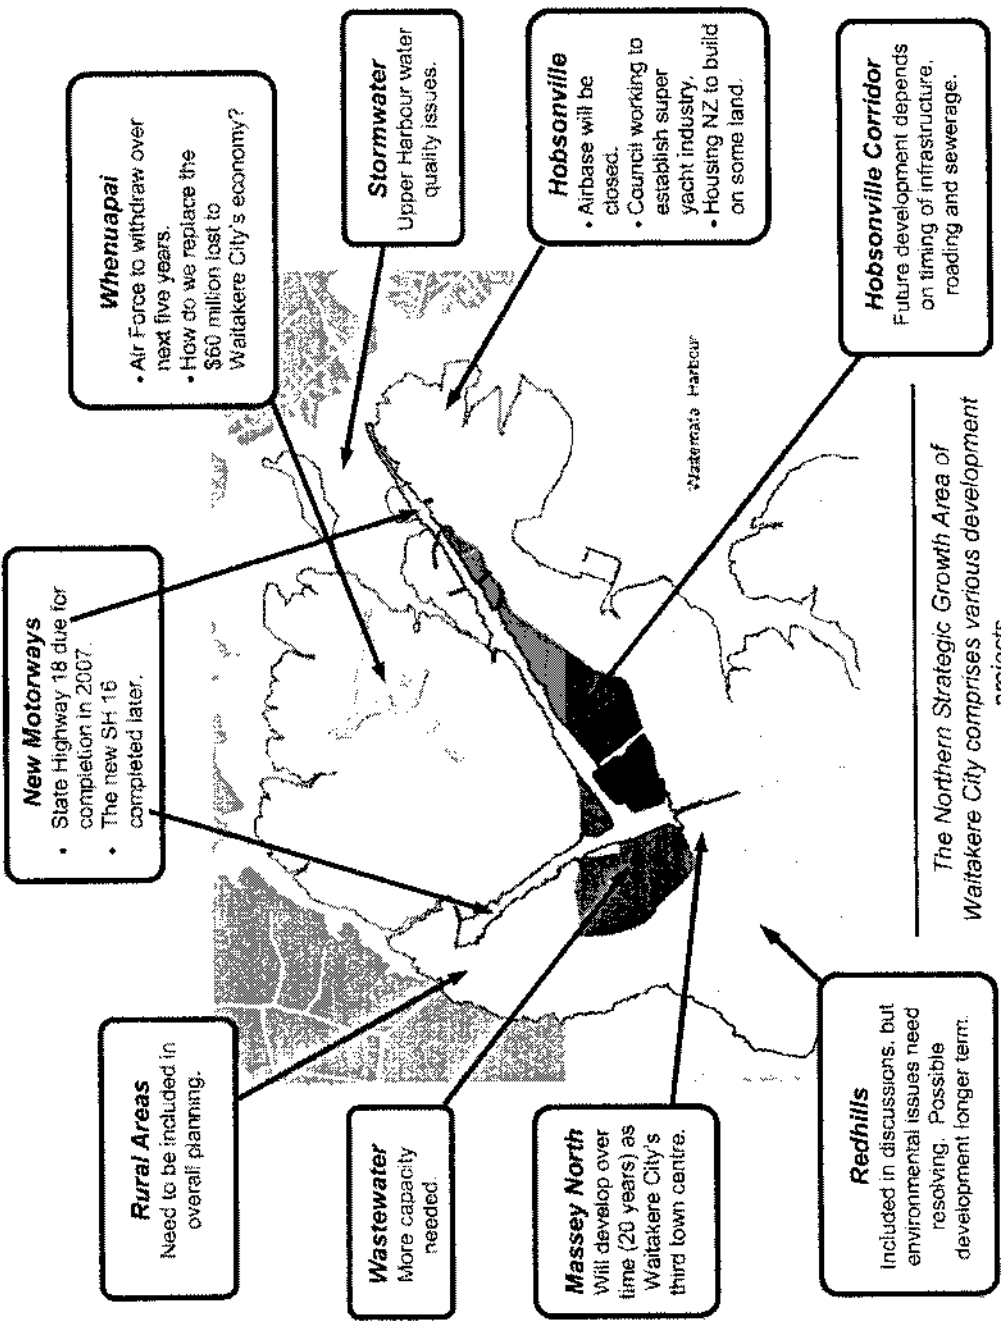 Rural Areas
Need to be included in
overall planning.
New Motorways
• State Highway 18 due for
completion in 2007.
• The new SH 16
completed later.
Whenuapai
• Air Force to withdraw over
next five years.
• How do we replace the
$60 million lost to
Waitakere City's economy?
Wastewater
More capacity
needed.
Stormwater
Upper Harbour water
quality issues.
Massey North
Will develop over
time (20 years) as
Waitakere City's
third town centre.
Hobsonville
• Airbase will be
closed.
• Council working to
establish super
yacht industry.
• Housing NZ to build
on some land.
Waitemata Harbour
Redhills
Included in discussions, but
environmental issues need
resolving. Possible
development longer term.
Hobsonville Corridor
Future development depends
on timing of infrastructure,
roading and sewerage.
The Northern Strategic Growth Area of
Waitakere City comprises various development
projects